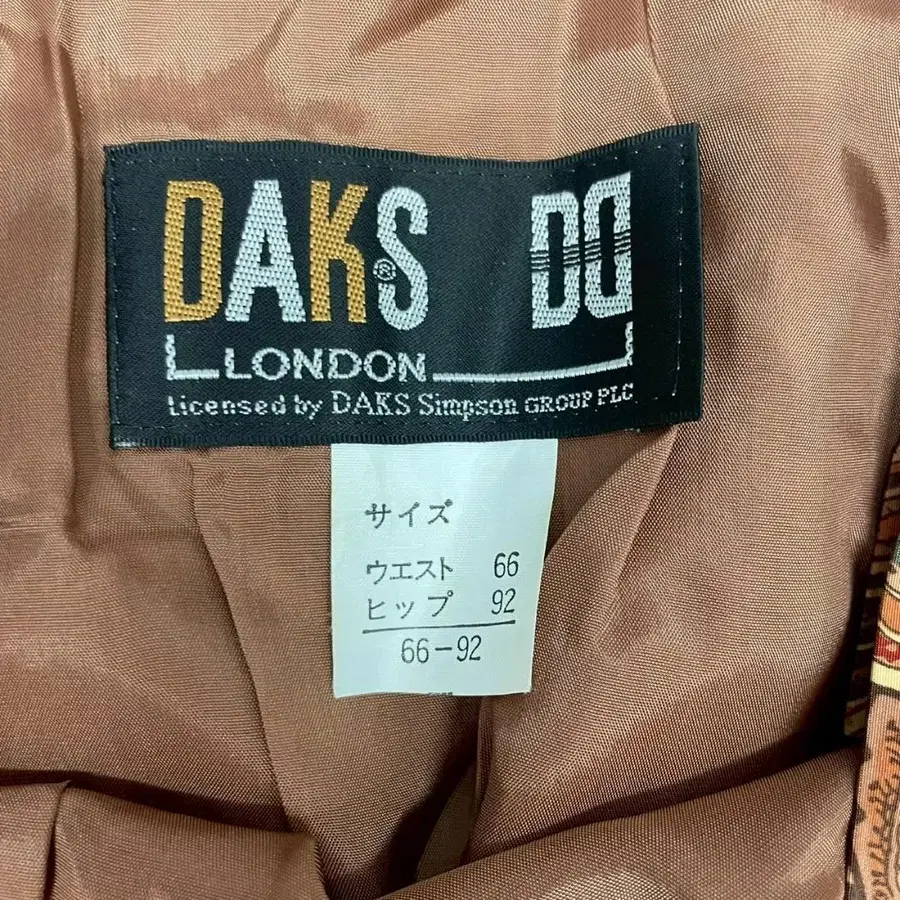 DAKS® DD
LONDON
Licensed by DAKS Simpson GROUP PLC
サイズ
ウエスト 66
ヒップ 92
66-92